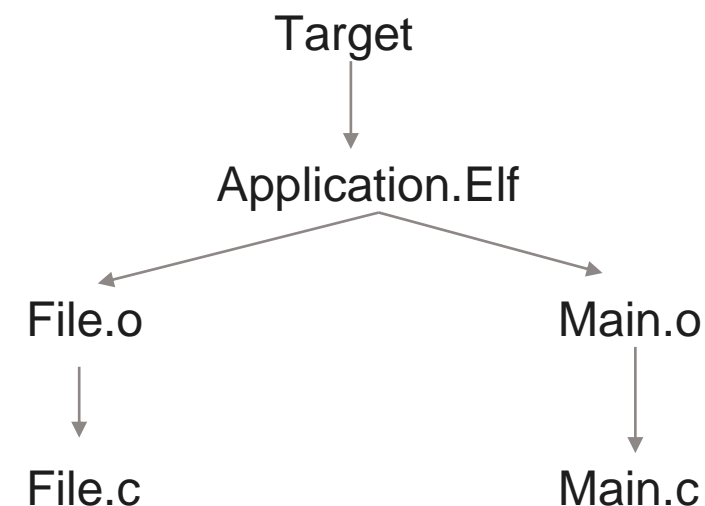 Target
Application.Elf
File.o
Main.o
File.c
Main.c